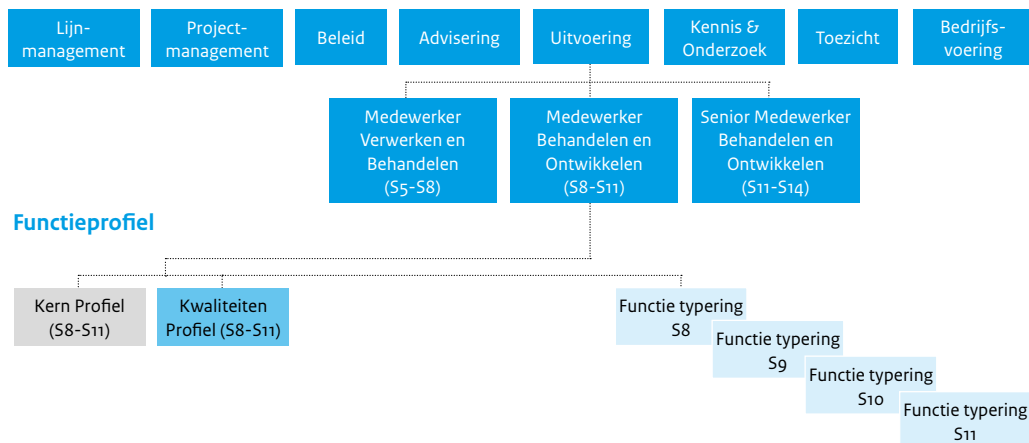 Lijn-
management
Project-
management
Beleid
Advisering
Uitvoering
Kennis &
Onderzoek
Toezicht
Bedrijfs-
voering
Medewerker
Verwerken en
Behandelen
(S5-S8)
Medewerker
Behandelen en
Ontwikkelen
(S8-S11)
Senior Medewerker
Behandelen en
Ontwikkelen
(S11-S14)
Functieprofiel
Kern Profiel
(S8-S11)
Kwaliteiten
Profiel (S8-S11)
Functie typering
S8
Functie typering
S9
Functie typering
S10
Functie typering
S11